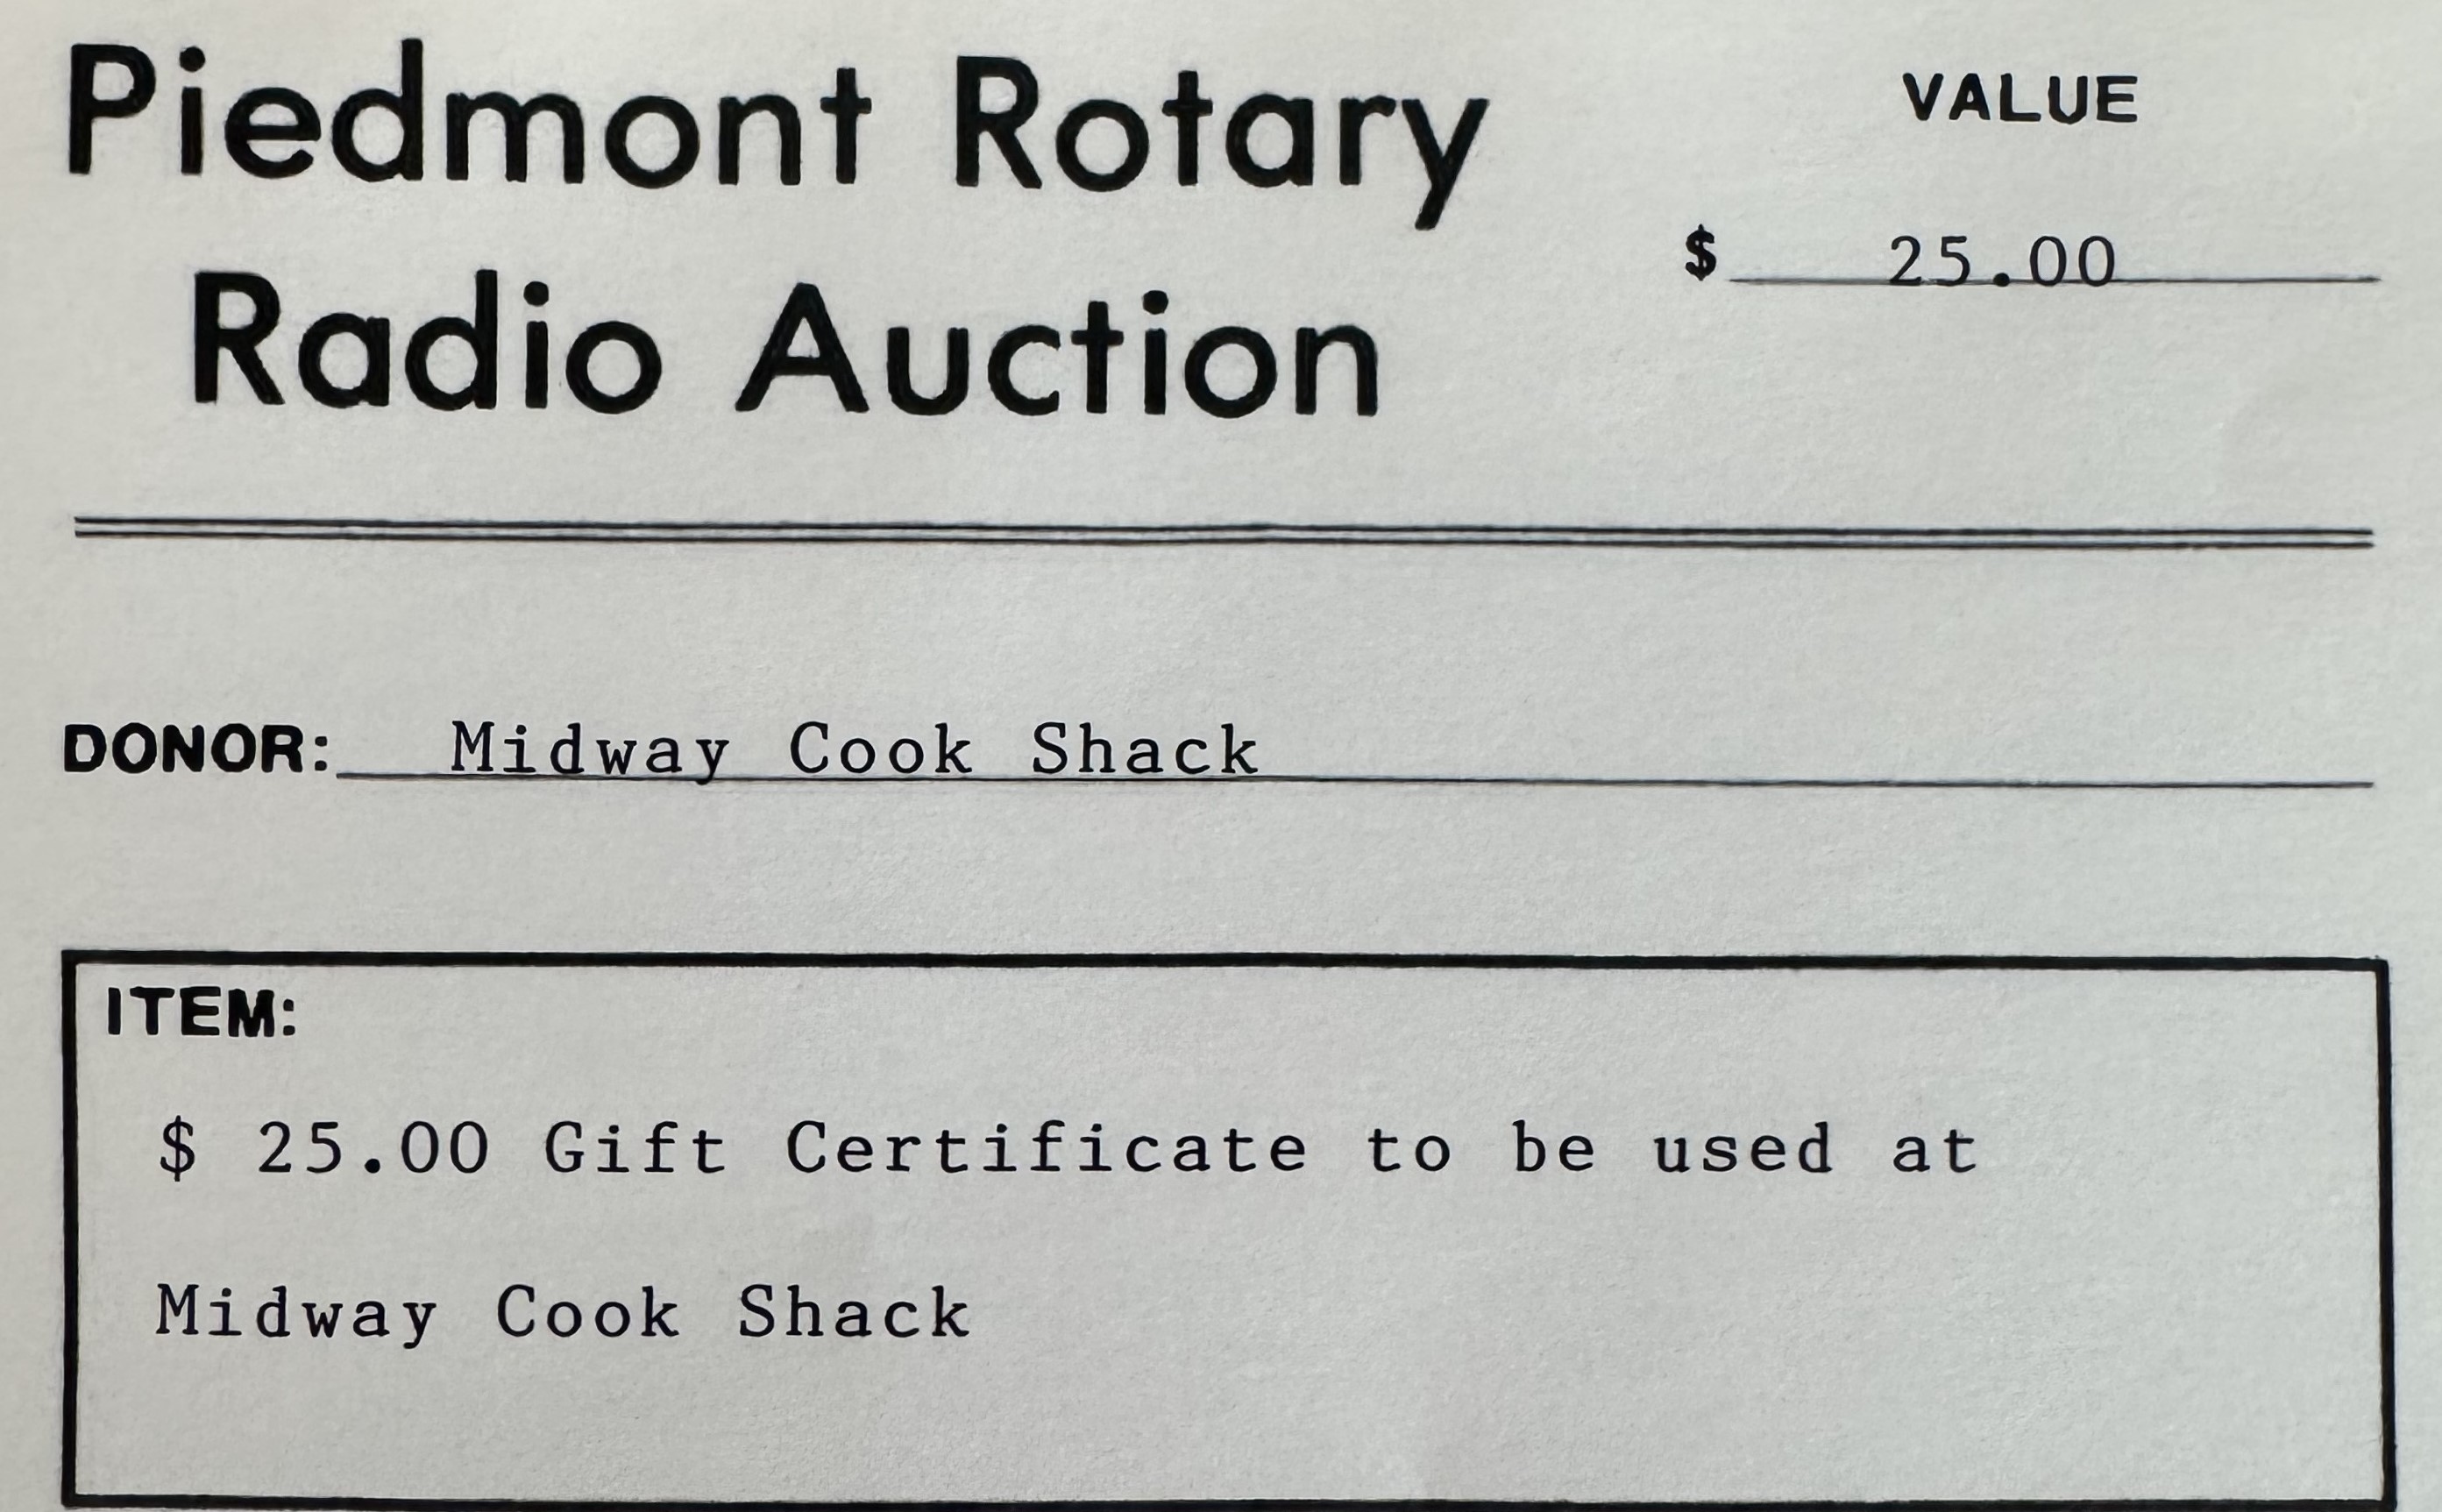 Piedmont Rotary
Radio Auction
VALUE
$ 25.00
DONOR: Midway Cook Shack
ITEM:
$ 25.00 Gift Certificate to be used at
Midway Cook Shack